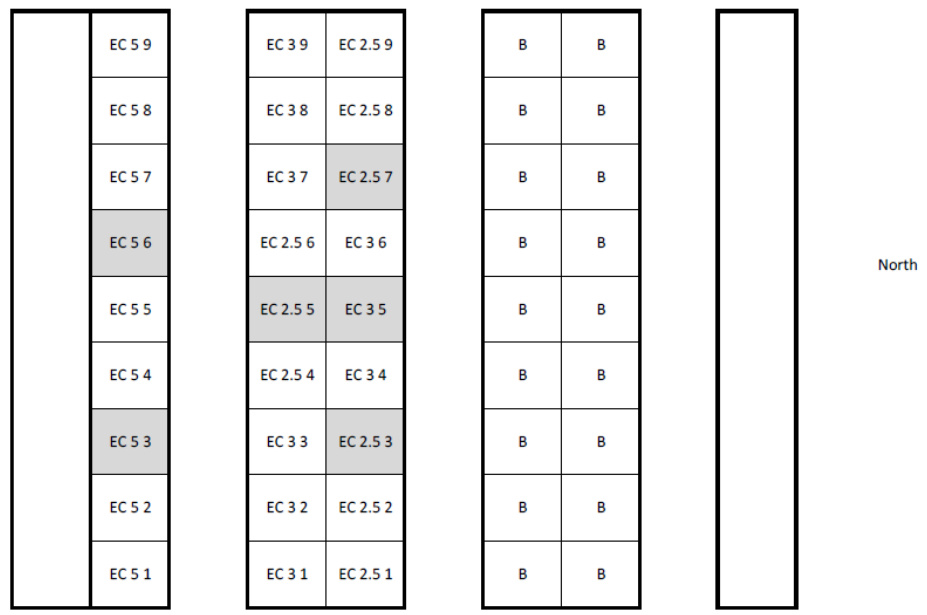 EC 5 9 EC 3 9 EC 2.5 9 B B
EC 5 8 EC 3 8 EC 2.5 8 B B
EC 5 7 EC 3 7 EC 2.5 7 B B
EC 5 6 EC 2.5 6 EC 3 6 B B
North
EC 5 5 EC 2.5 5 EC 3 5 B B
EC 5 4 EC 2.5 4 EC 3 4 B B
EC 5 3 EC 3 3 EC 2.5 3 B B
EC 5 2 EC 3 2 EC 2.5 2 B B
EC 5 1 EC 3 1 EC 2.5 1 B B